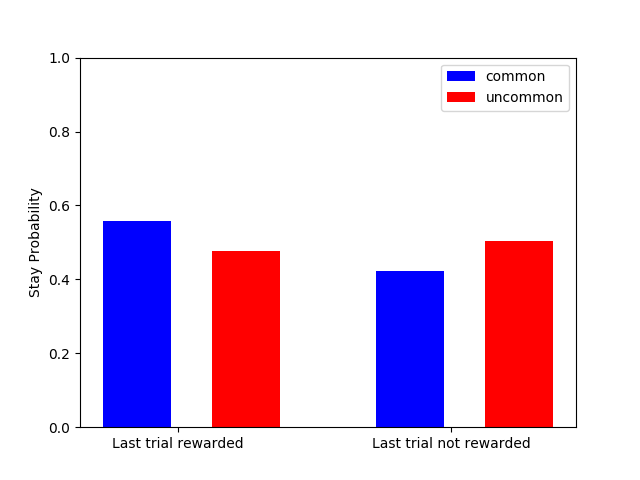 1.0
0.8
0.6
0.4
0.2
0.0
Stay Probability
common
uncommon
Last trial rewarded
Last trial not rewarded